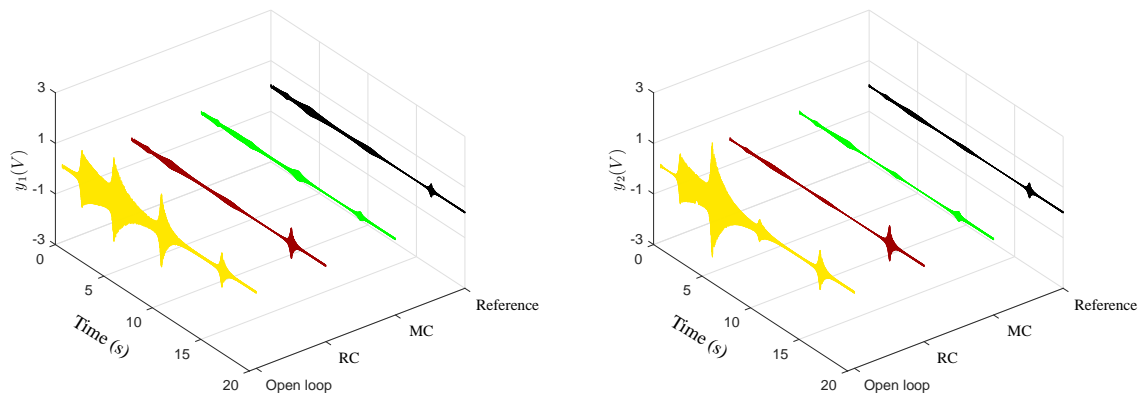 3
1
-1
-3
y₁(V)
0
5
10
15
20
Time (s)
Open loop
RC
MC
Reference
3
1
-1
-3
y₂(V)
0
5
10
15
20
Time (s)
Open loop
RC
MC
Reference